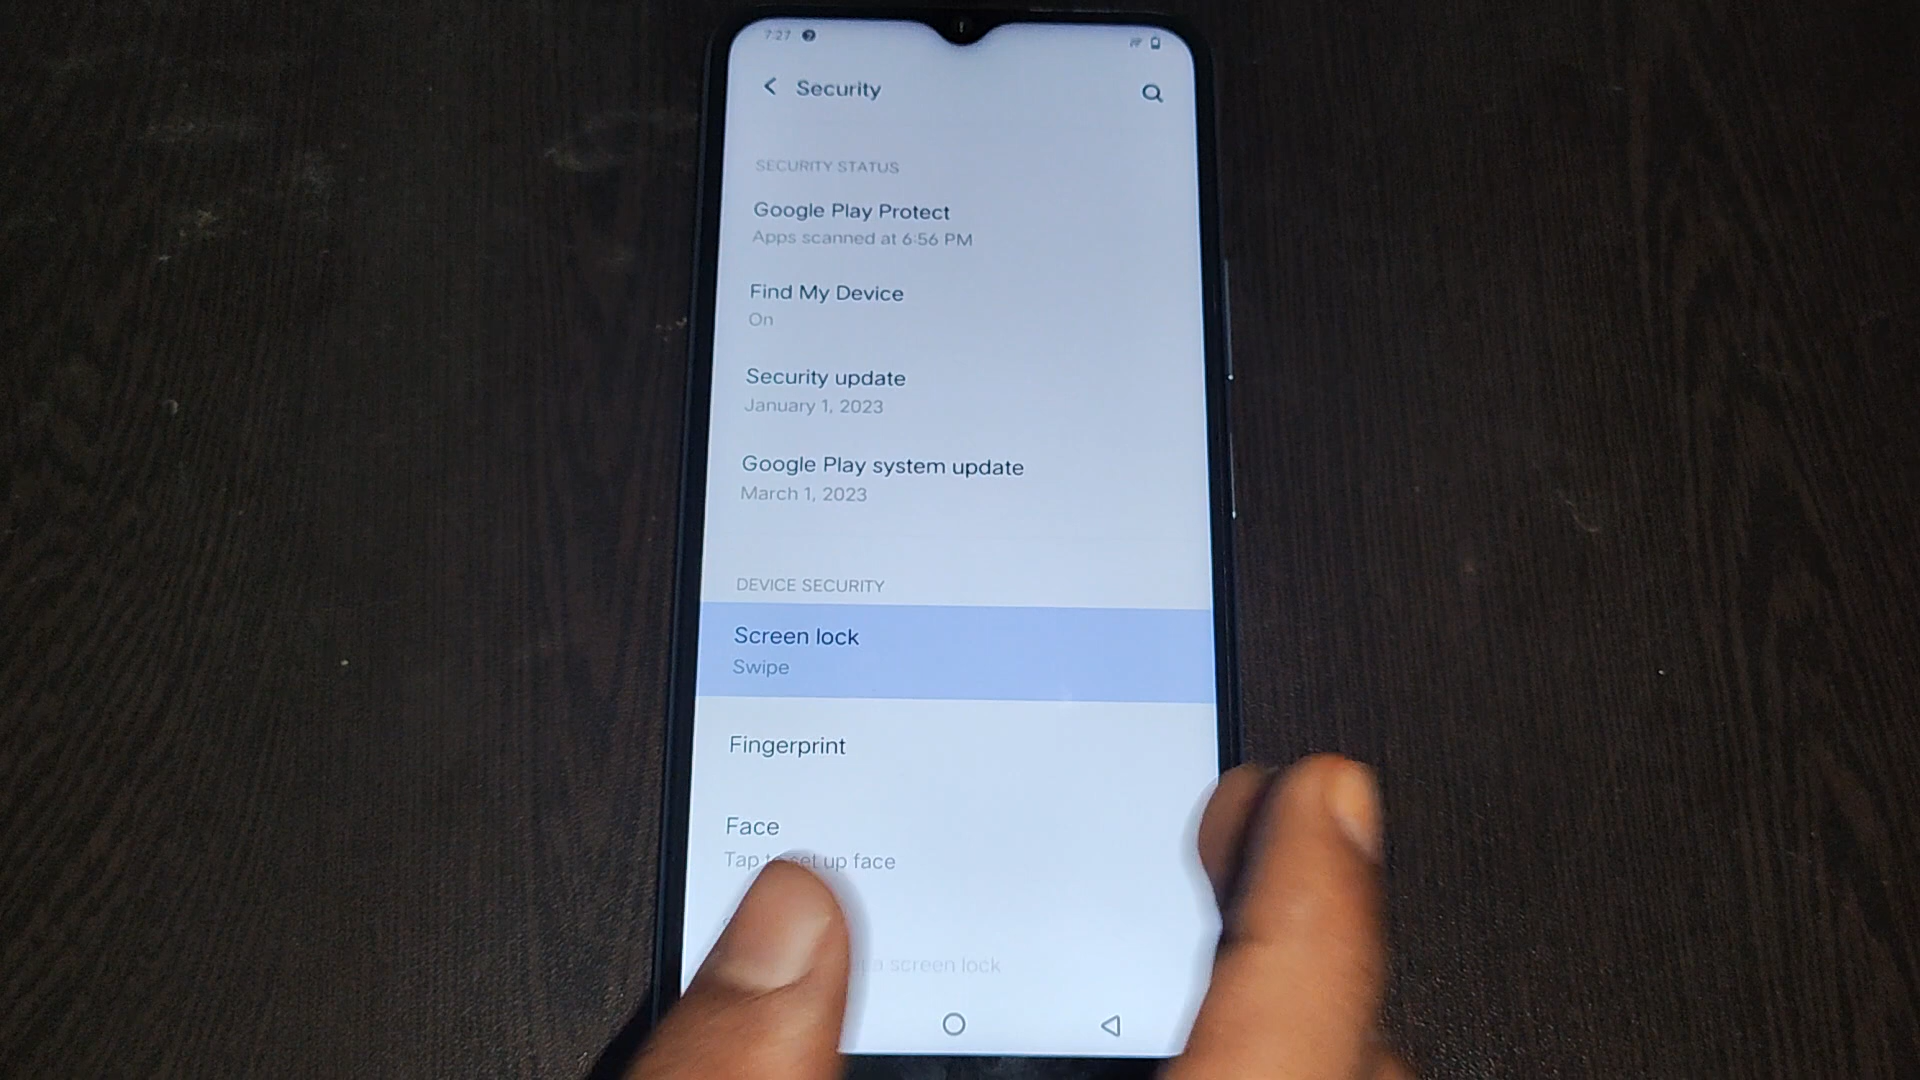 7:27
Security
SECURITY STATUS
Google Play Protect
Apps scanned at 6:56 PM
Find My Device
On
Security update
January 1, 2023
Google Play system update
March 1, 2023
DEVICE SECURITY
Screen lock
Swipe
Fingerprint
Face
Tap to set up face
a screen lock